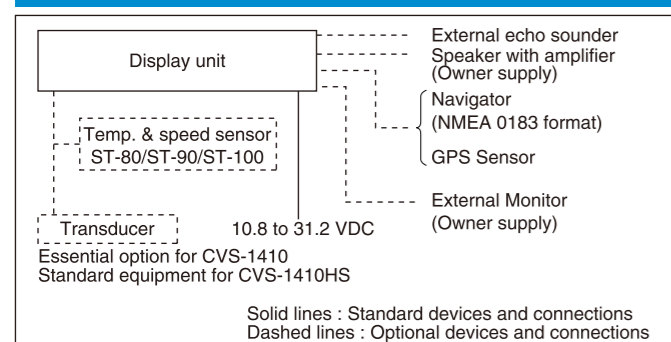 Display unit
External echo sounder
Speaker with amplifier
(Owner supply)
Navigator
(NMEA 0183 format)
GPS Sensor
Temp. & speed sensor
ST-80/ST-90/ST-100
External Monitor
(Owner supply)
Transducer
10.8 to 31.2 VDC
Essential option for CVS-1410
Standard equipment for CVS-1410HS
Solid lines : Standard devices and connections
Dashed lines : Optional devices and connections